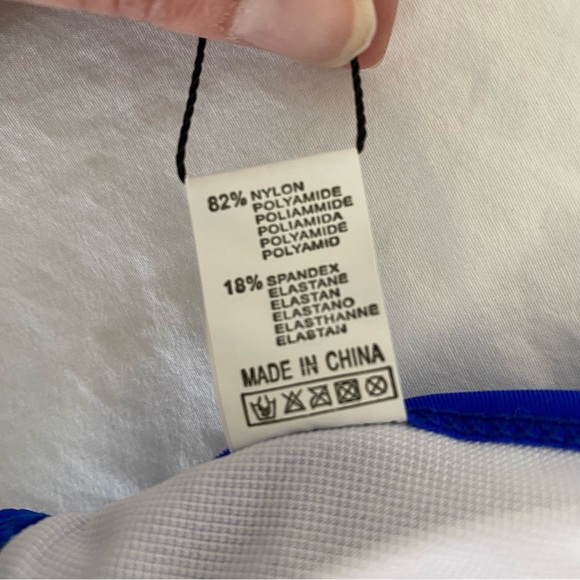 82% NYLON
POLYAMIDE
POLIAMMIDE
POLIAMIDA
POLYAMIDE
POLYAMID
18% SPANDEX
ELASTANE
ELASTAN
ELASTANO
ELASTHANNE
ELASTAN
MADE IN CHINA